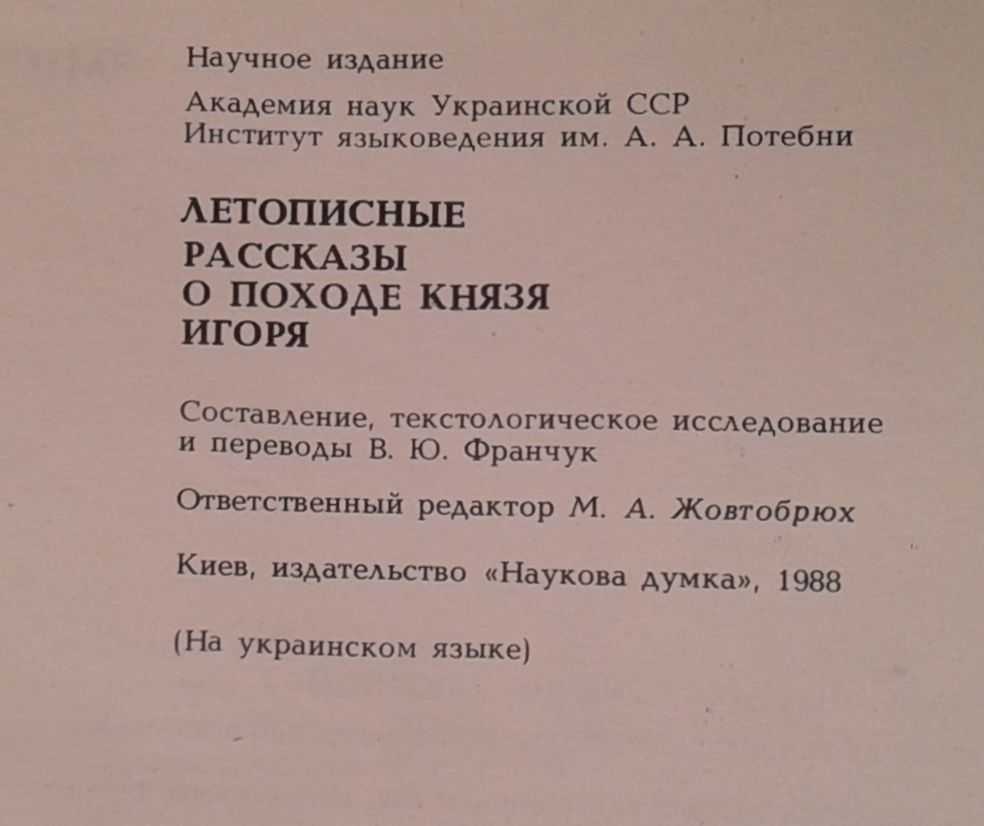 Научное издание
Академия наук Украинской ССР
Институт языковедения им. А. А. Потебни
ЛЕТОПИСНЫЕ
РАССКАЗЫ
О ПОХОДЕ КНЯЗЯ
ИГОРЯ
Составление, текстологическое исследование
и переводы В. Ю. Франчук
Ответственный редактор М. А. Жовтобрюх
Киев, издательство «Наукова думка», 1988
(На украинском языке)